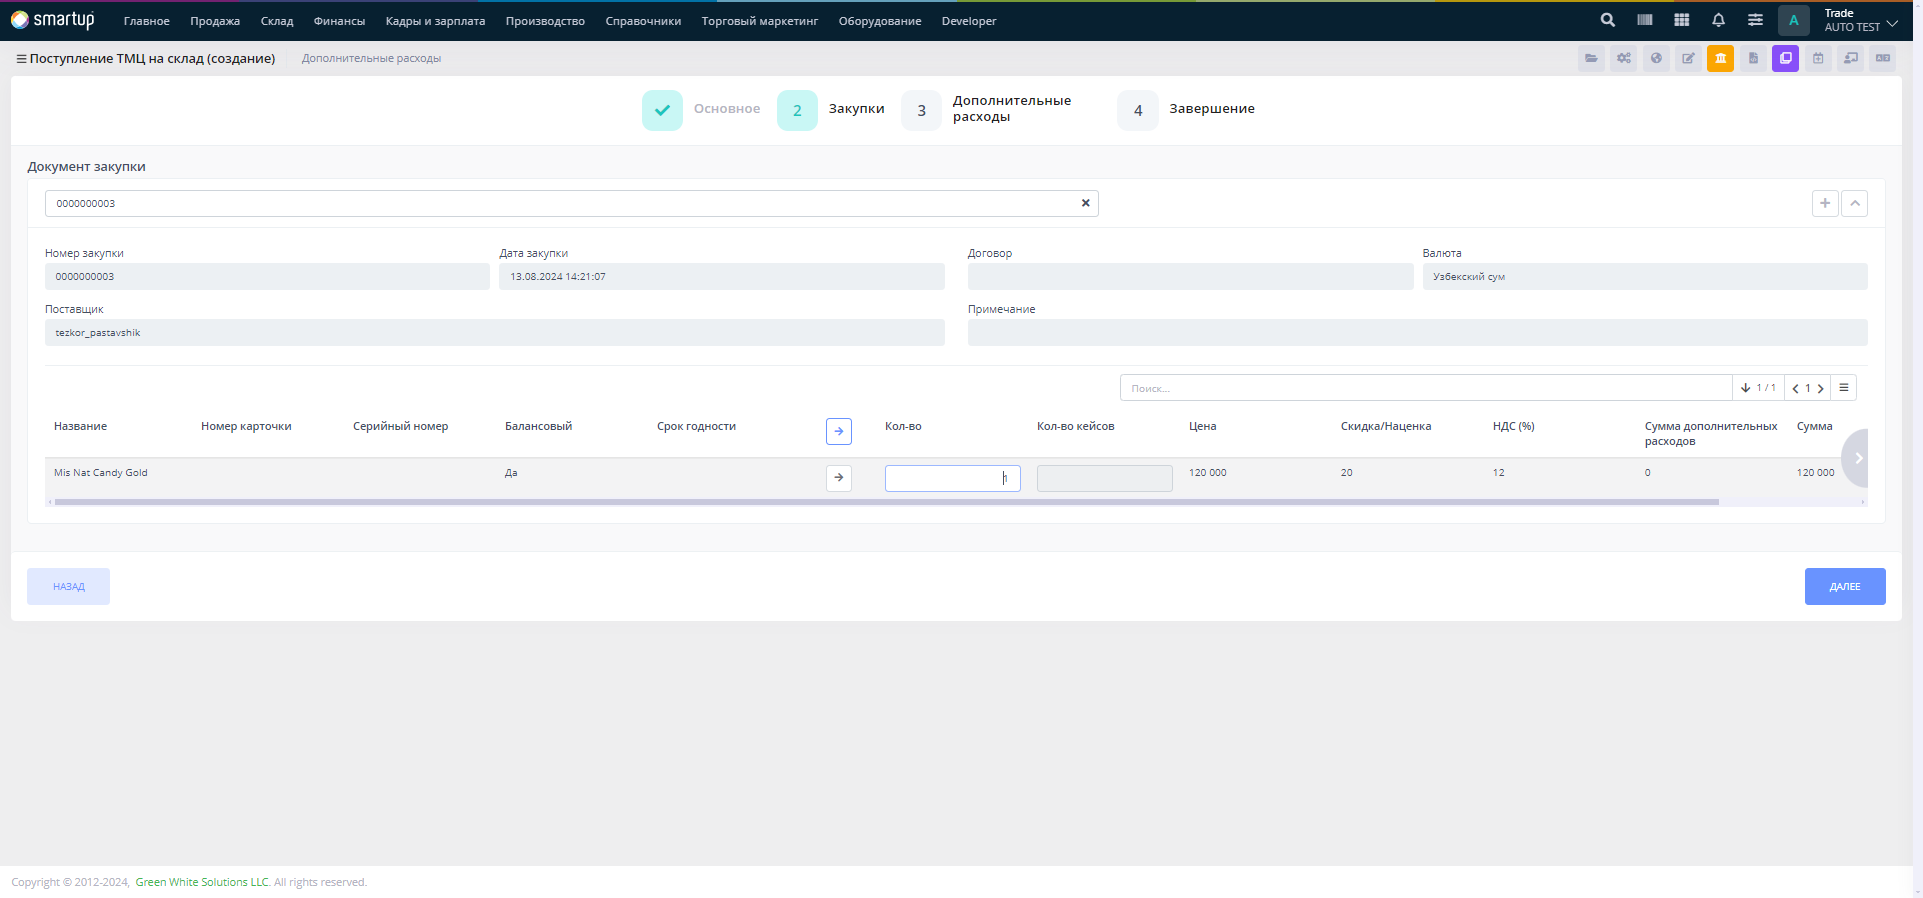 smartup Главное Продажа Склад Финансы Кадры и зарплата Производство Справочники Торговый маркетинг Оборудование Developer A Trade
AUTO TEST
Поступление ТМЦ на склад (создание) Дополнительные расходы
Основное 2 Закупки 3 Дополнительные расходы 4 Завершение
Документ закупки
0000000003
Номер закупки Дата закупки Договор Валюта
0000000003 13.08.2024 14:21:07 Узбекский сум
Поставщик Примечание
tezkor_pastavshik
Поиск... 1 / 1 1
Название Номер карточки Серийный номер Балансовый Срок годности Кол-во Кол-во кейсов Цена Скидка/Наценка НДС (%) Сумма дополнительных расходов Сумма
Mis Nat Candy Gold Да 1 120 000 20 12 0 120 000
НАЗАД ДАЛЕЕ
Copyright © 2012-2024, Green White Solutions LLC. All rights reserved.